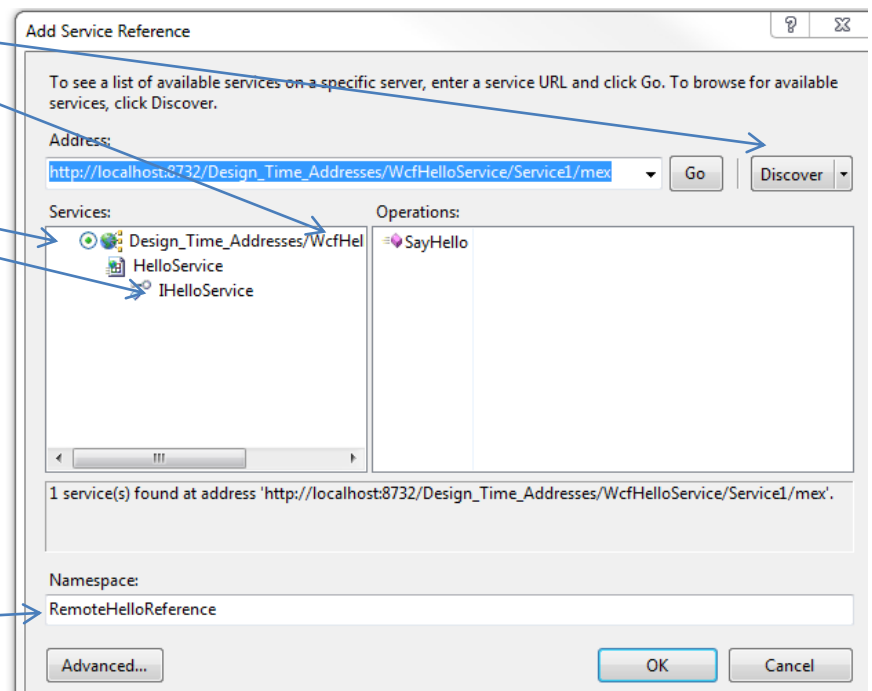 Add Service Reference
To see a list of available services on a specific server, enter a service URL and click Go. To browse for available
services, click Discover.
Address:
http://localhost:8732/Design_Time_Addresses/WcfHelloService/Service1/mex
Go
Discover
Services:
Operations:
Design_Time_Addresses/WcfHel
SayHello
HelloService
IHelloService
1 service(s) found at address 'http://localhost:8732/Design_Time_Addresses/WcfHelloService/Service1/mex'.
Namespace:
RemoteHelloReference
Advanced...
OK
Cancel